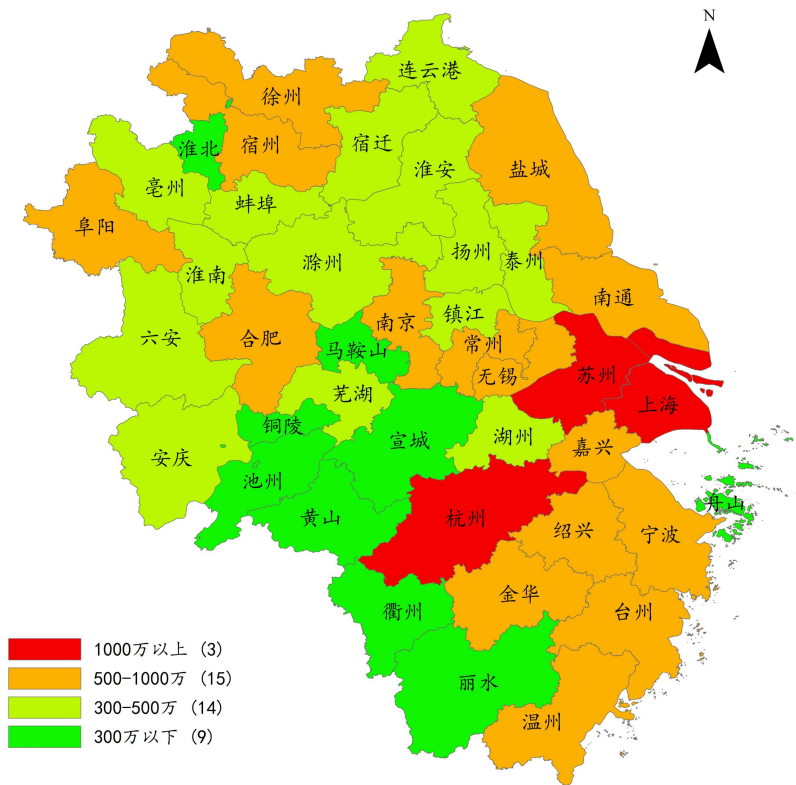 N
连云港
徐州
淮北
宿州
宿迁
淮安
盐城
亳州
蚌埠
阜阳
淮南
滁州
扬州
泰州
南通
六安
合肥
马鞍山
南京
镇江
常州
无锡
苏州
上海
芜湖
铜陵
宣城
湖州
嘉兴
安庆
池州
黄山
杭州
绍兴
宁波
舟山
衢州
金华
台州
丽水
温州
1000万以上 (3)
500-1000万 (15)
300-500万 (14)
300万以下 (9)